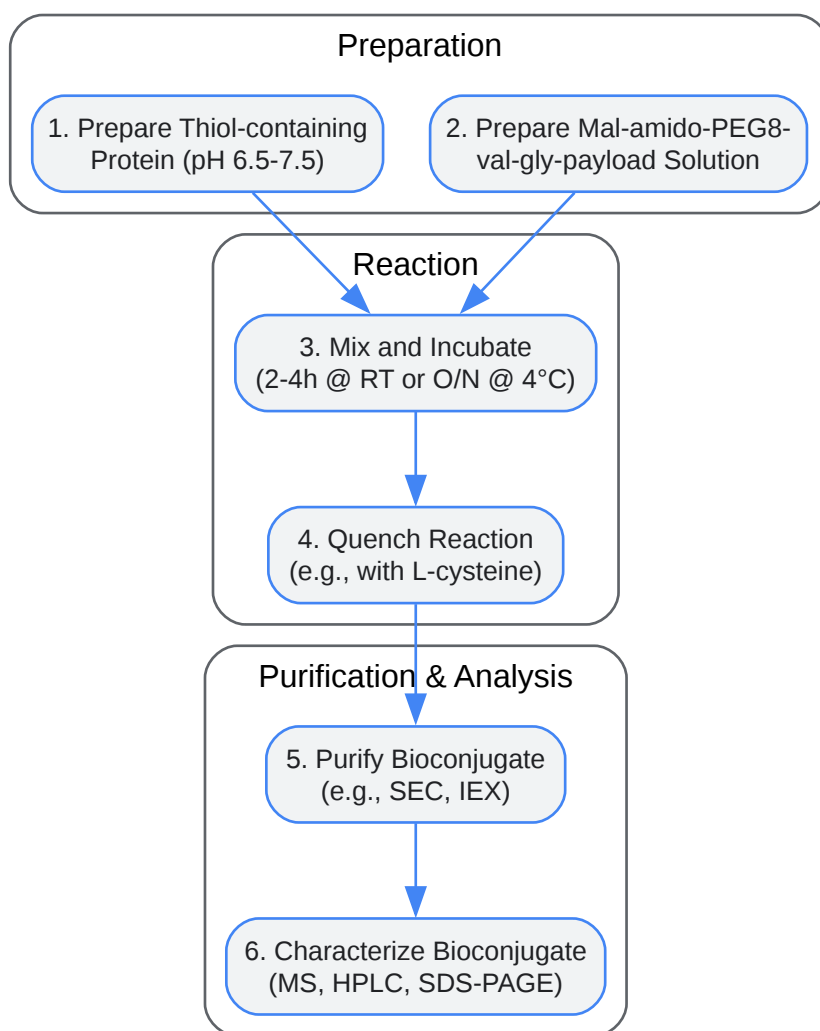 Preparation
1. Prepare Thiol-containing
Protein (pH 6.5-7.5)
2. Prepare Mal-amido-PEG8-
val-gly-payload Solution
Reaction
3. Mix and Incubate
(2-4h @ RT or O/N @ 4°C)
4. Quench Reaction
(e.g., with L-cysteine)
Purification & Analysis
5. Purify Bioconjugate
(e.g., SEC, IEX)
6. Characterize Bioconjugate
(MS, HPLC, SDS-PAGE)